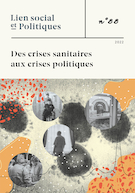 Lien social
et Politiques
n°88
2022
Des crises sanitaires
aux crises politiques